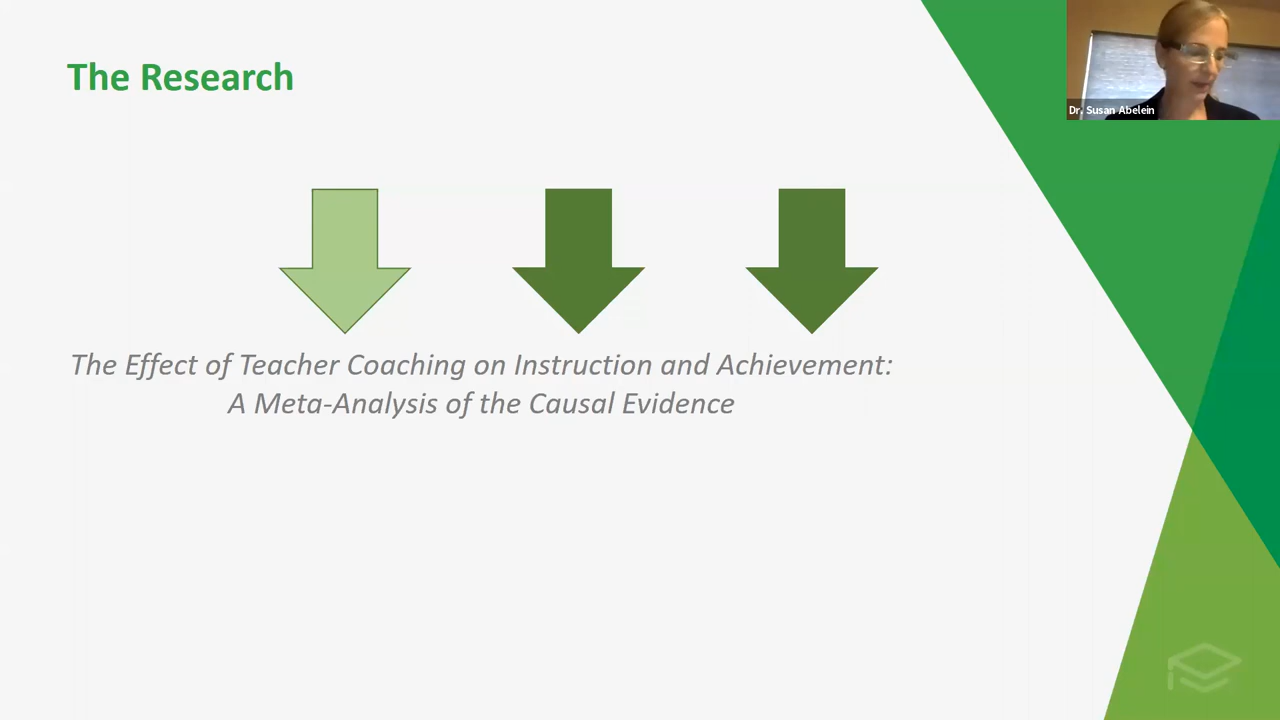 The Research
Dr. Susan Abelein
The Effect of Teacher Coaching on Instruction and Achievement:
A Meta-Analysis of the Causal Evidence